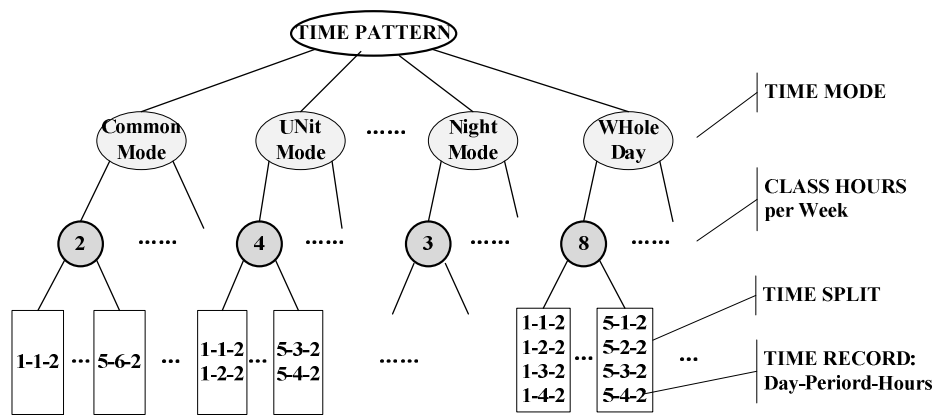 TIME PATTERN
Common
Mode
UNit
Mode
......
Night
Mode
WHole
Day
TIME MODE
2
......
4
......
3
......
8
......
CLASS HOURS
per Week
1-1-2
...
5-6-2
...
1-1-2
1-2-2
...
5-3-2
5-4-2
......
1-1-2
1-2-2
1-3-2
1-4-2
...
5-1-2
5-2-2
5-3-2
5-4-2
...
TIME SPLIT
TIME RECORD:
Day-Periord-Hours